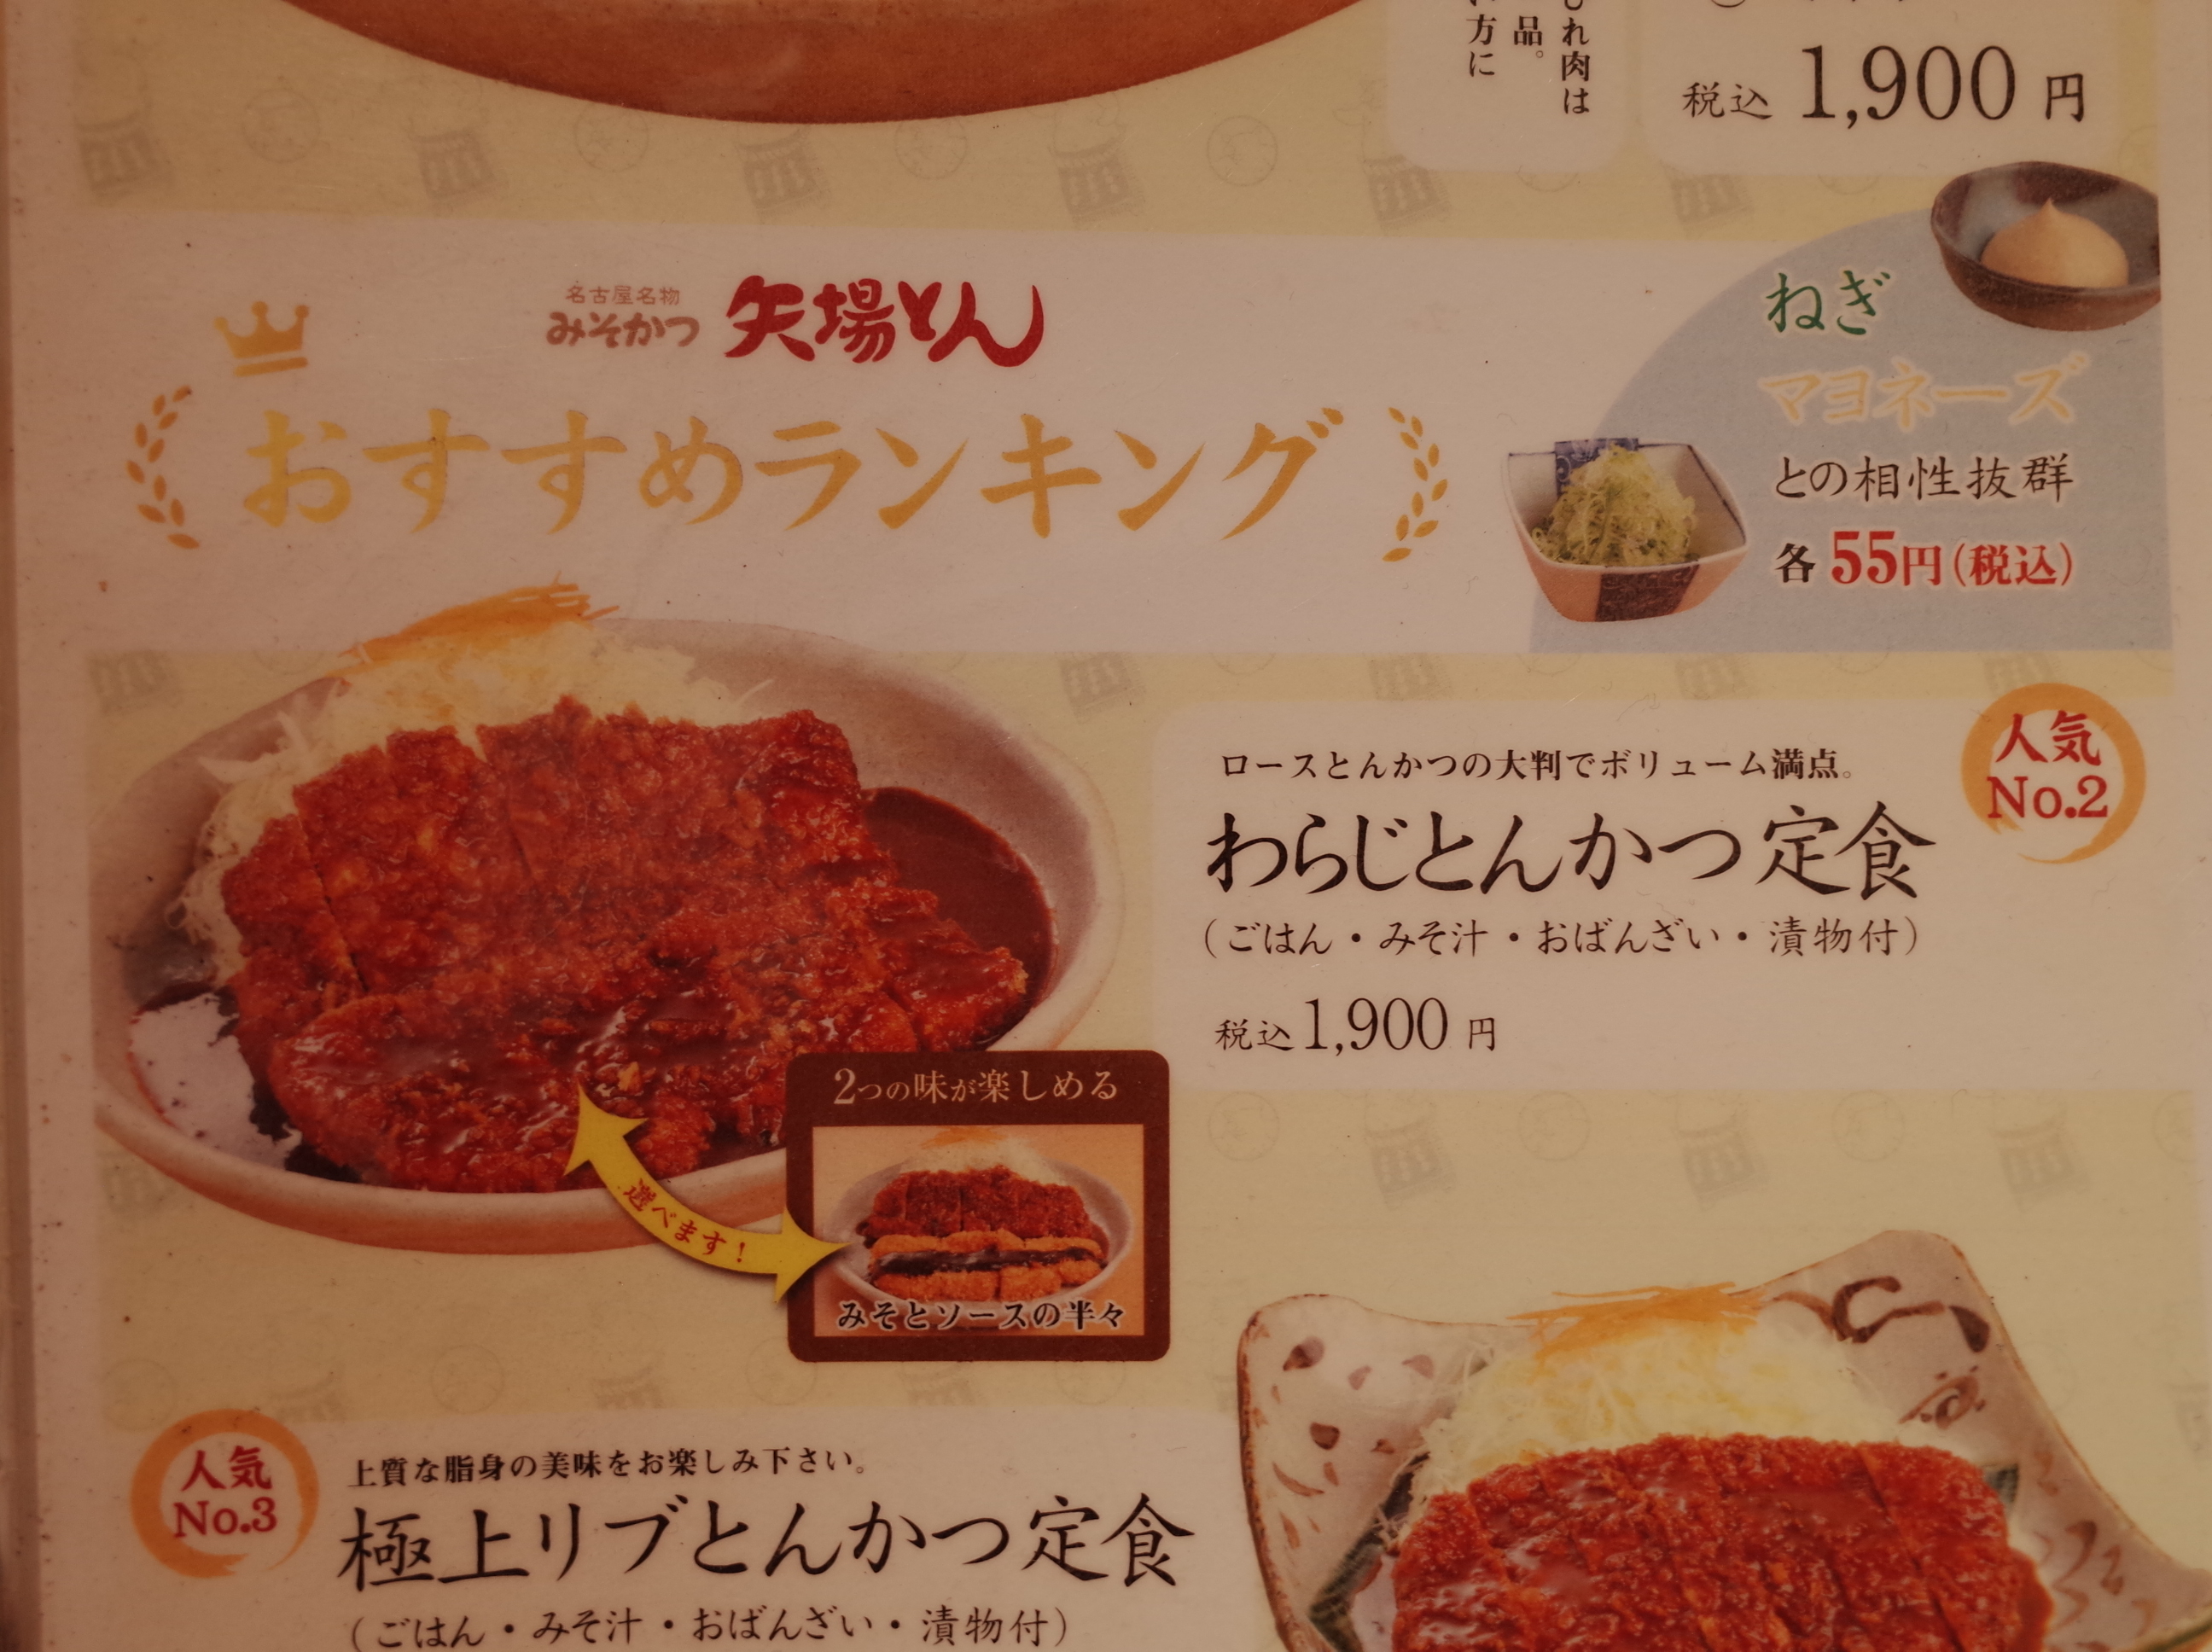 れ肉は
品。
方に
税込 1,900 円
名古屋名物
みそかつ 矢場とん
おすすめランキング
ねぎ
マヨネーズ
との相性抜群
各 55円(税込)
人気
No.2
ロースとんかつの大判でボリューム満点。
わらじとんかつ定食
(ごはん・みそ汁・おばんざい・漬物付)
税込1,900 円
2つの味が楽しめる
選べます!
みそとソースの半々
人気
No.3
上質な脂身の美味をお楽しみ下さい。
極上リブとんかつ定食
(ごはん・みそ汁・おばんざい・漬物付)